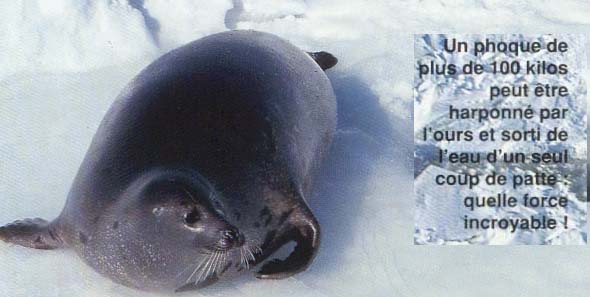 Un phoque de
plus de 100 kilos
peut être
harponné par
l'ours et sorti de
l'eau d'un seul
coup de patte :
quelle force
incroyable !